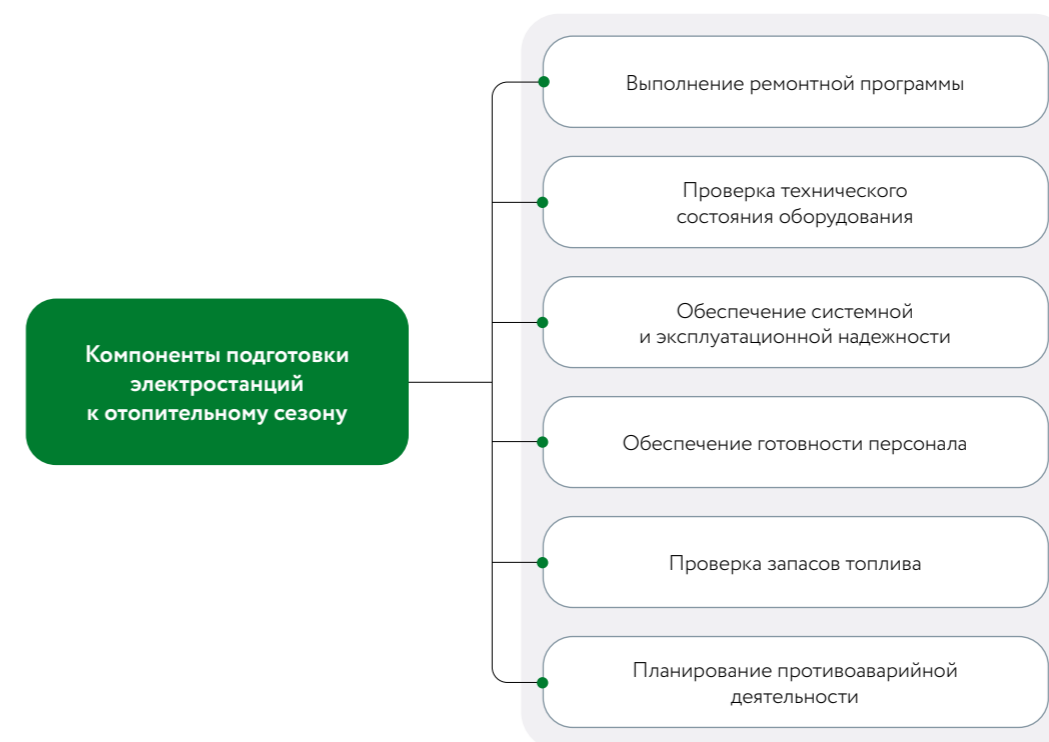 Компоненты подготовки
электростанций
к отопительному сезону
Выполнение ремонтной программы
Проверка технического
состояния оборудования
Обеспечение системной
и эксплуатационной надежности
Обеспечение готовности персонала
Проверка запасов топлива
Планирование противоаварийной
деятельности